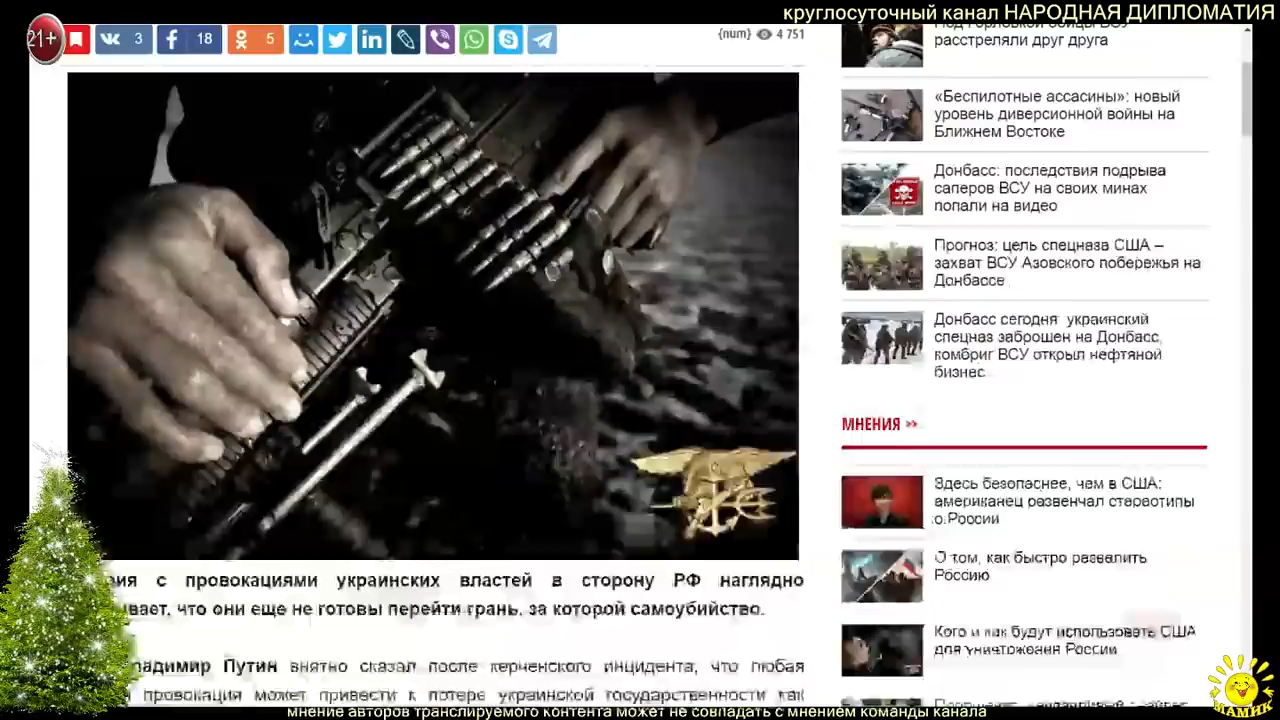 круглосуточный канал НАРОДНАЯ ДИПЛОМАТИЯ
21+
3
18
5
{num} 4 751
расстреляли друг друга
«Беспилотные ассасины»: новый
уровень диверсионной войны на
Ближнем Востоке
Донбасс: последствия подрыва
саперов ВСУ на своих минах
попали на видео
Прогноз: цель спецназа США –
захват ВСУ Азовского побережья на
Донбассе
Донбасс сегодня: украинский
спецназ заброшен на Донбасс,
комбриг ВСУ открыл нефтяной
бизнес
МНЕНИЯ >>
Здесь безопаснее, чем в США:
американец развенчал стереотипы
о России
О том, как быстро развалить
Россию
Кого и как будут использовать США
для уничтожения России
с провокациями украинских властей в сторону РФ наглядно
что они еще не готовы перейти грань, за которой самоубийство.
Путин внятно сказал после керченского инцидента, что любая
провокация может привести к потере украинской государственности как
мнение авторов транслируемого контента может не совпадать с мнением команды канала
МАМИК